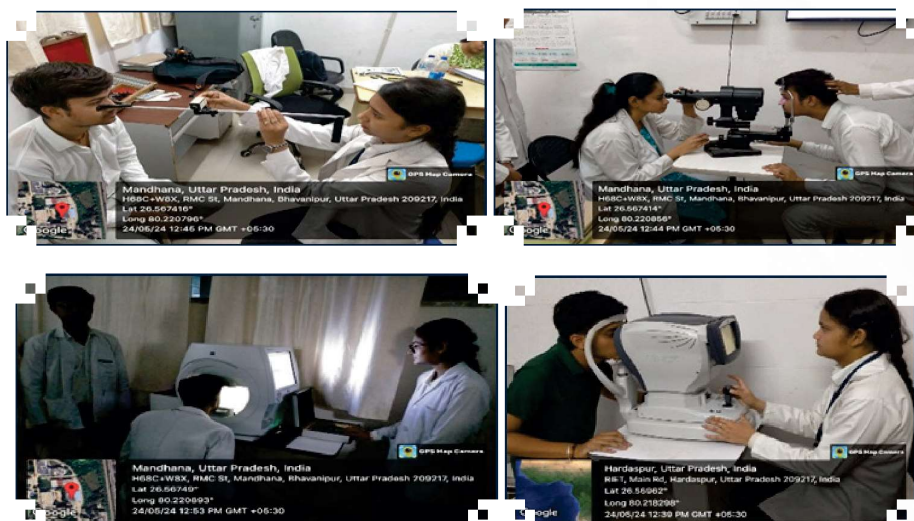 GPS Map Camera
Mandhana, Uttar Pradesh, India
H68C+W8X, RMC St, Mandhana, Bhavanipur, Uttar Pradesh 209217, India
Lat 26.567416°
Long 80.220796°
24/05/24 12:45 PM GMT +05:30
Google
GPS Map Camera
Mandhana, Uttar Pradesh, India
H68C+W8X, RMC St, Mandhana, Bhavanipur, Uttar Pradesh 209217, India
Lat 26.567414°
Long 80.220856°
24/05/24 12:44 PM GMT +05:30
Google
GPS Map Camera
Mandhana, Uttar Pradesh, India
H68C+W8X, RMC St, Mandhana, Bhavanipur, Uttar Pradesh 209217, India
Lat 26.56749°
Long 80.220893°
24/05/24 12:53 PM GMT +05:30
Google
GPS Map Camera
Hardaspur, Uttar Pradesh, India
Main Rd, Hardaspur, Uttar Pradesh 209217, India
Lat 26.56962°
Long 80.218298°
24/05/24 12:39 PM GMT +05:30
Google